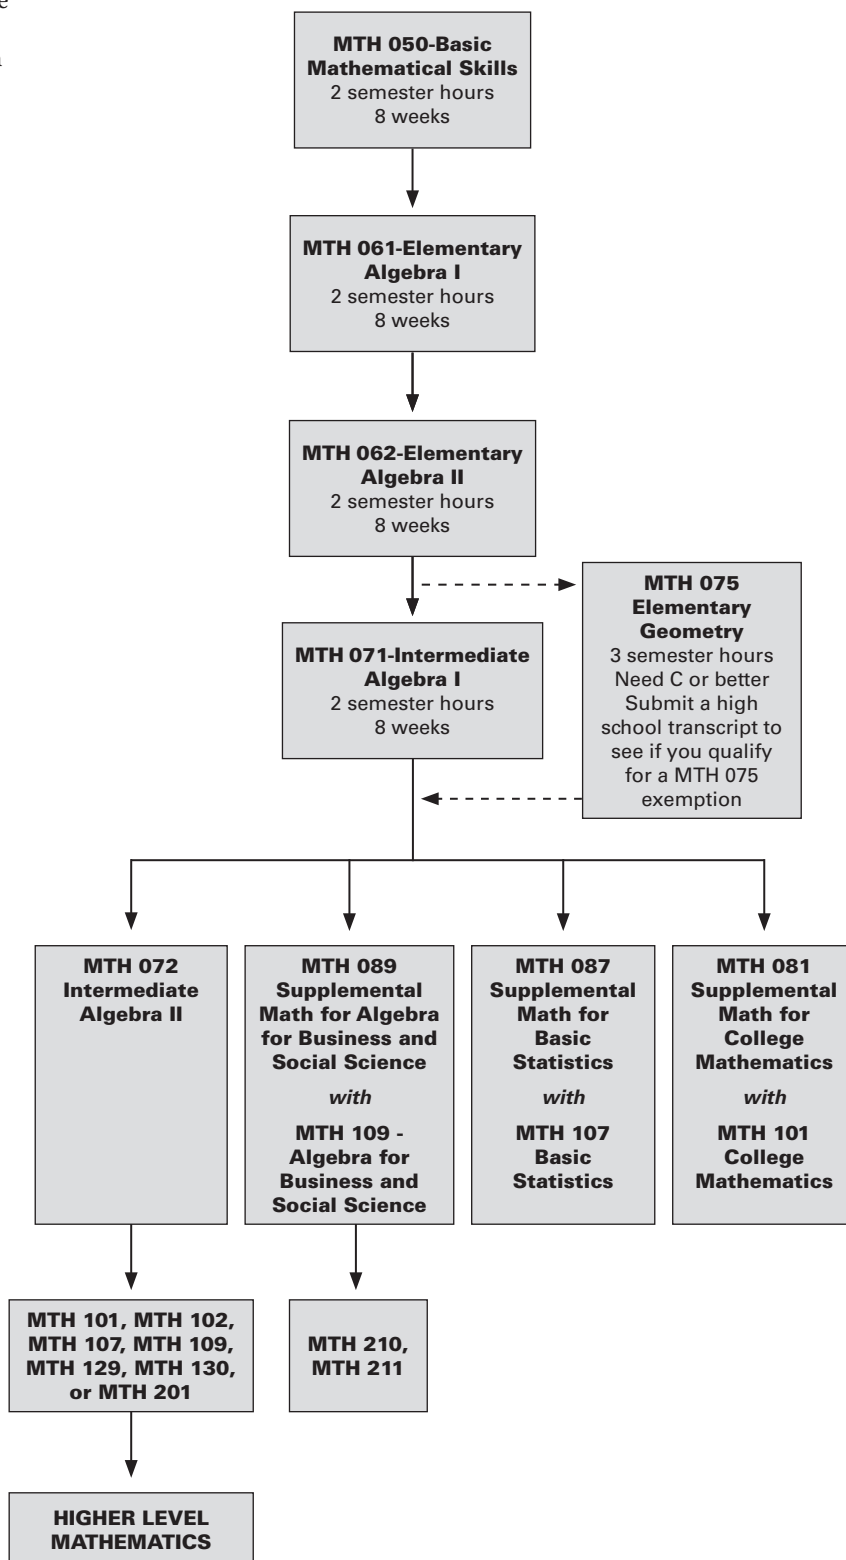 MTH 050-Basic
Mathematical Skills
2 semester hours
8 weeks
MTH 061-Elementary
Algebra I
2 semester hours
8 weeks
MTH 062-Elementary
Algebra II
2 semester hours
8 weeks
MTH 075
Elementary
Geometry
3 semester hours
Need C or better
Submit a high
school transcript to
see if you qualify
for a MTH 075
exemption
MTH 071-Intermediate
Algebra I
2 semester hours
8 weeks
MTH 072
Intermediate
Algebra II
MTH 089
Supplemental
Math for Algebra
for Business and
Social Science
with
MTH 109 -
Algebra for
Business and
Social Science
MTH 087
Supplemental
Math for
Basic
Statistics
with
MTH 107
Basic
Statistics
MTH 081
Supplemental
Math for
College
Mathematics
with
MTH 101
College
Mathematics
MTH 101, MTH 102,
MTH 107, MTH 109,
MTH 129, MTH 130,
or MTH 201
MTH 210,
MTH 211
HIGHER LEVEL
MATHEMATICS